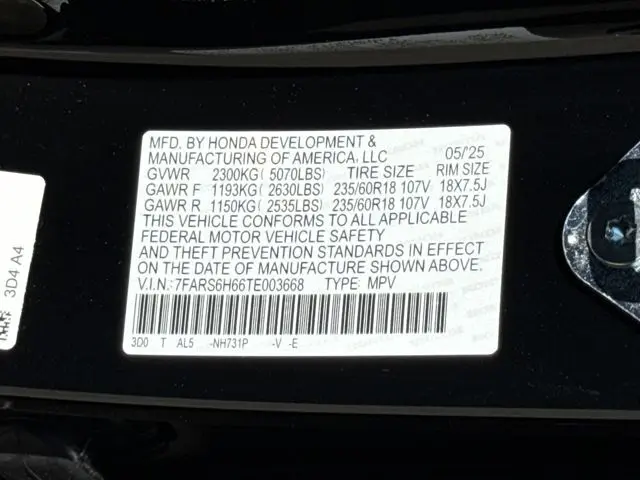 MFD. BY HONDA DEVELOPMENT &
MANUFACTURING OF AMERICA, LLC 05/'25
GVWR 2300KG( 5070LBS) TIRE SIZE RIM SIZE
GAWR F 1193KG( 2630LBS) 235/60R18 107V 18X7.5J
GAWR R 1150KG( 2535LBS) 235/60R18 107V 18X7.5J
THIS VEHICLE CONFORMS TO ALL APPLICABLE
FEDERAL MOTOR VEHICLE SAFETY
AND THEFT PREVENTION STANDARDS IN EFFECT
ON THE DATE OF MANUFACTURE SHOWN ABOVE.
V.I.N.:7FARS6H66TE003668 TYPE: MPV
3D0 T AL5 -NH731P -V -E
3D4 A4